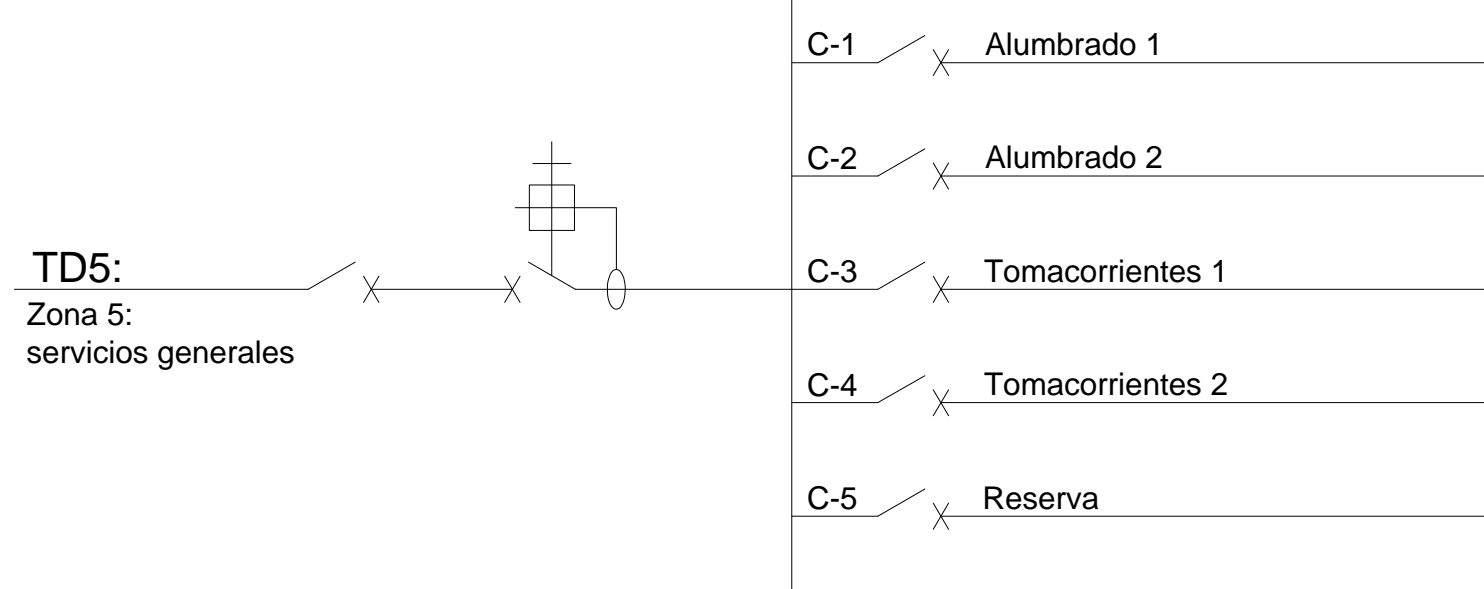 TD5:
Zona 5:
servicios generales
C-1 Alumbrado 1
C-2 Alumbrado 2
C-3 Tomacorrientes 1
C-4 Tomacorrientes 2
C-5 Reserva